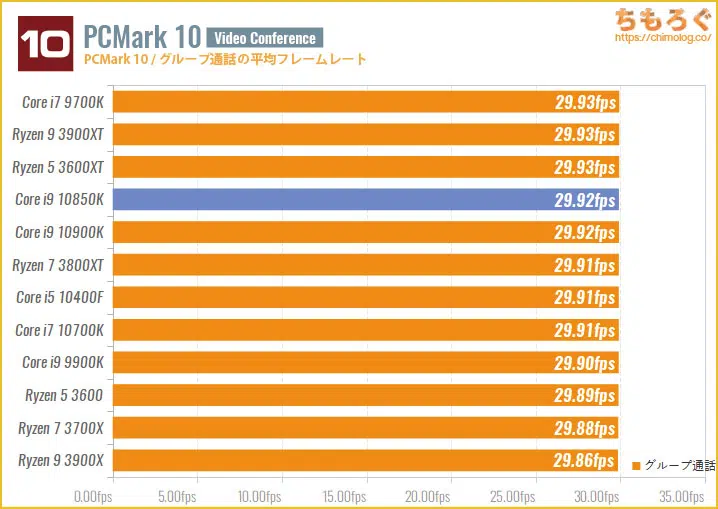 10
PCMark 10 Video Conference
PCMark 10 / グループ通話の平均フレームレート
ちもろぐ
https://chimolog.co/
Core i7 9700K 29.93fps
Ryzen 9 3900XT 29.93fps
Ryzen 5 3600XT 29.93fps
Core i9 10850K 29.92fps
Core i9 10900K 29.92fps
Ryzen 7 3800XT 29.91fps
Core i5 10400F 29.91fps
Core i7 10700K 29.91fps
Core i9 9900K 29.90fps
Ryzen 5 3600 29.89fps
Ryzen 7 3700X 29.88fps
Ryzen 9 3900X 29.86fps
グループ通話
0.00fps 5.00fps 10.00fps 15.00fps 20.00fps 25.00fps 30.00fps 35.00fps